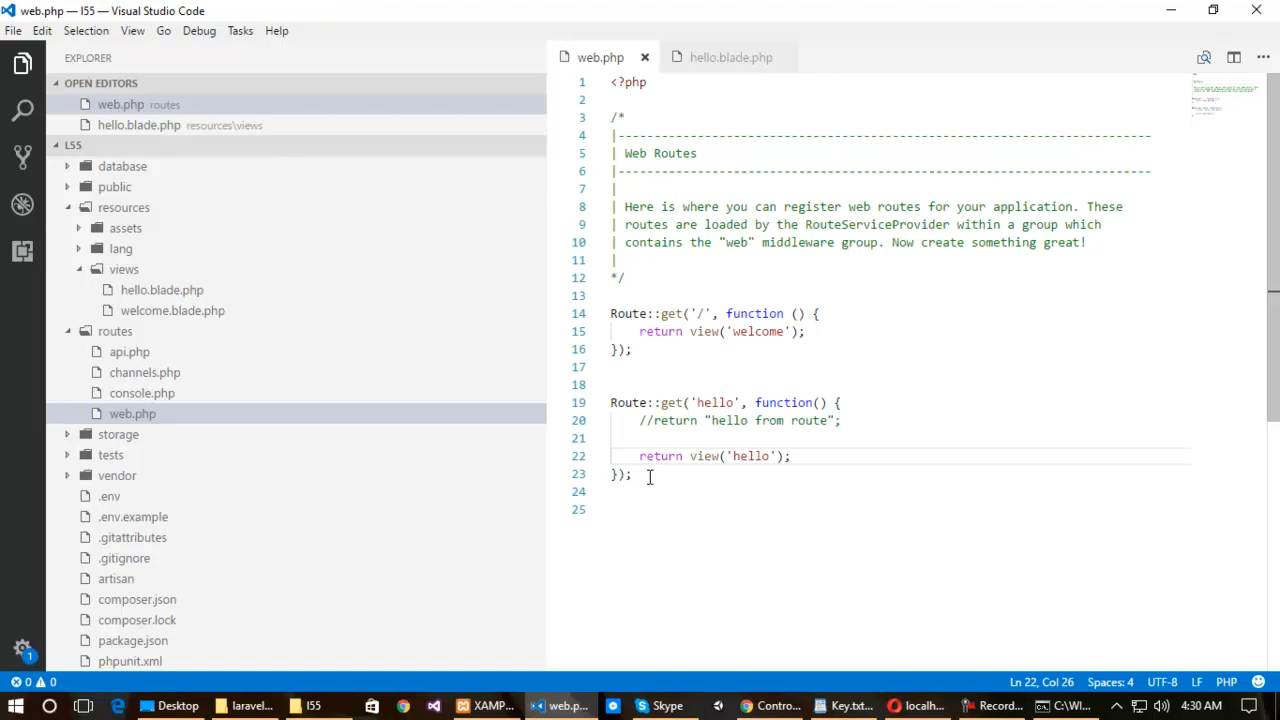 web.php — l55 — Visual Studio Code
File Edit Selection View Go Debug Tasks Help
EXPLORER
OPEN EDITORS
web.php routes
hello.blade.php resources\views
L55
database
public
resources
assets
lang
views
hello.blade.php
welcome.blade.php
routes
api.php
channels.php
console.php
web.php
storage
tests
vendor
.env
.env.example
.gitattributes
.gitignore
artisan
composer.json
composer.lock
package.json
phpunit.xml
web.php hello.blade.php
1 <?php
2
3 /*
4 |--------------------------------------------------------------------------
5 | Web Routes
6 |--------------------------------------------------------------------------
7 |
8 | Here is where you can register web routes for your application. These
9 | routes are loaded by the RouteServiceProvider within a group which
10 | contains the "web" middleware group. Now create something great!
11 |
12 */
13
14 Route::get('/', function () {
15 return view('welcome');
16 });
17
18
19 Route::get('hello', function() {
20 //return "hello from route";
21
22 return view('hello');
23 });
24
25
1
0 0 Ln 22, Col 26 Spaces: 4 UTF-8 LF PHP
Desktop laravel... l55 XAMP... web.p... Skype Contro... Key.txt... localh... Record... C:\WI... 4:30 AM